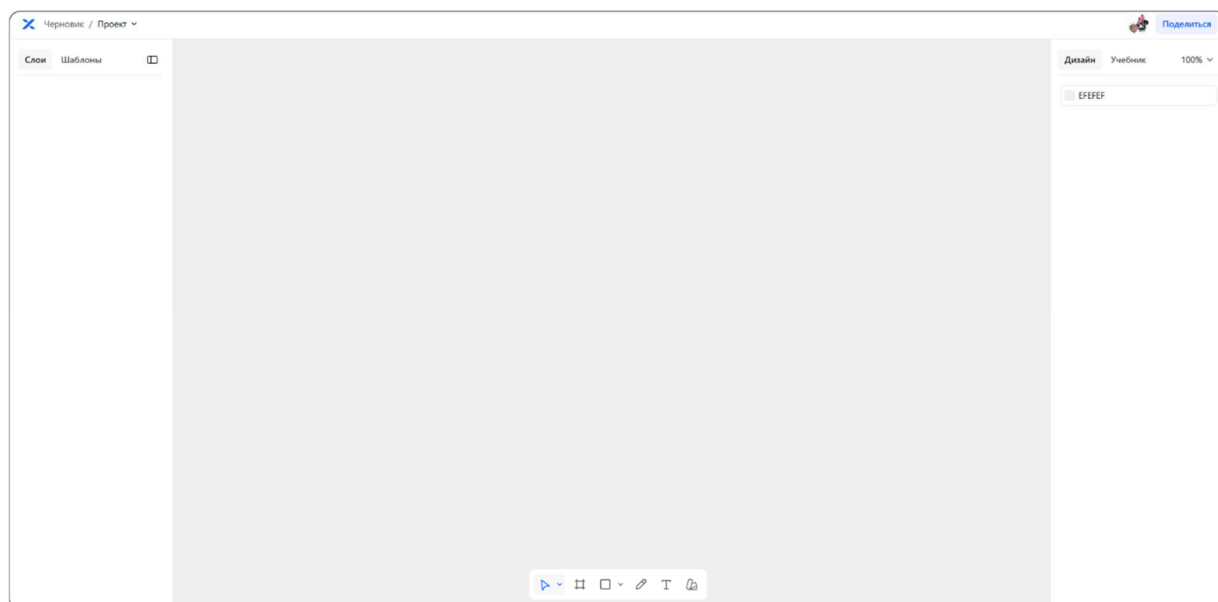 Черновик / Проект
Поделиться
Слои Шаблоны
Дизайн Учебник 100%
EFEFEF